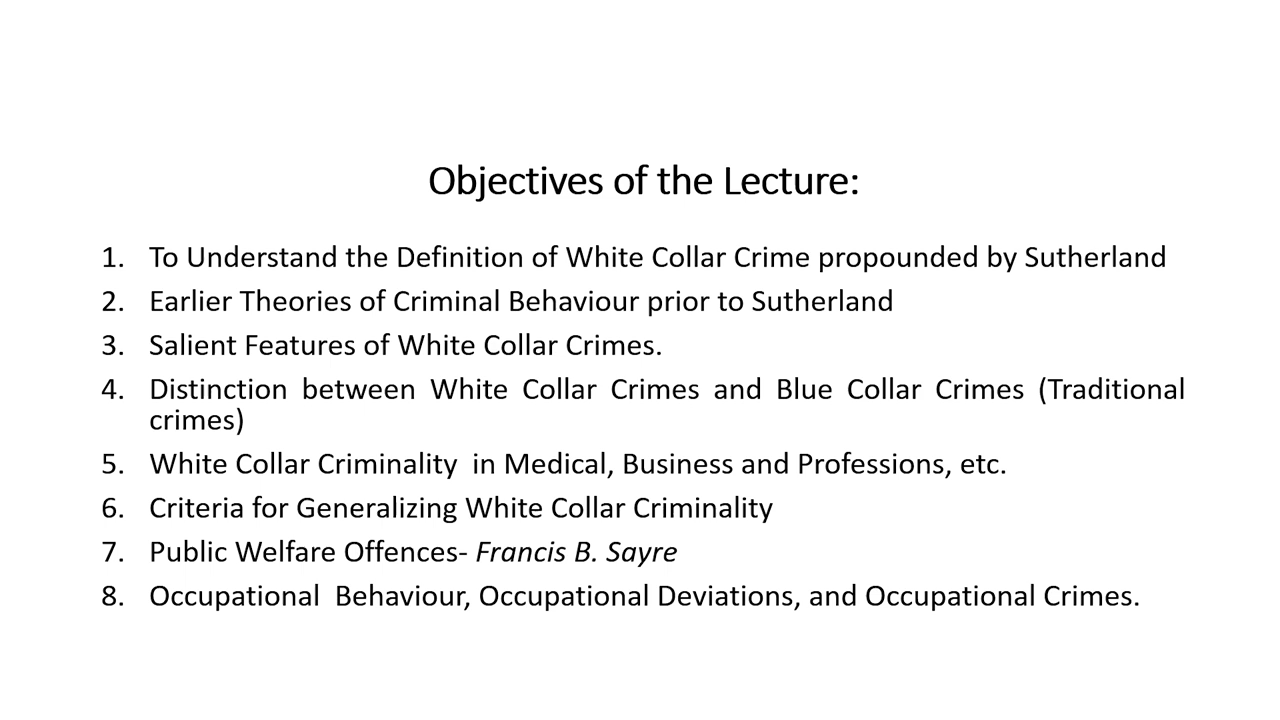 Objectives of the Lecture:
1. To Understand the Definition of White Collar Crime propounded by Sutherland
2. Earlier Theories of Criminal Behaviour prior to Sutherland
3. Salient Features of White Collar Crimes.
4. Distinction between White Collar Crimes and Blue Collar Crimes (Traditional
crimes)
5. White Collar Criminality  in Medical, Business and Professions, etc.
6. Criteria for Generalizing White Collar Criminality
7. Public Welfare Offences- Francis B. Sayre
8. Occupational  Behaviour, Occupational Deviations, and Occupational Crimes.